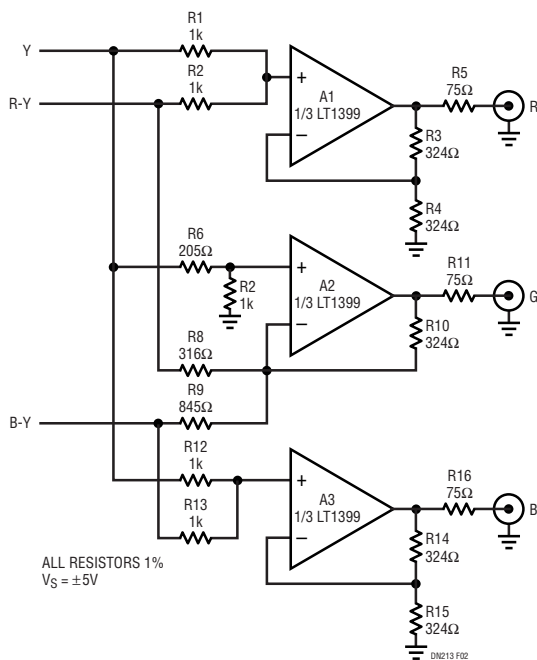 R1
1k
Y
R2
1k
R-Y
+
A1
1/3 LT1399
−
R5
75Ω
R
R3
324Ω
R4
324Ω
R6
205Ω
R2
1k
+
A2
1/3 LT1399
−
R11
75Ω
G
R10
324Ω
R8
316Ω
R9
845Ω
B-Y
R12
1k
R13
1k
+
A3
1/3 LT1399
−
R16
75Ω
B
R14
324Ω
R15
324Ω
ALL RESISTORS 1%
VS = ±5V
DN213 F02